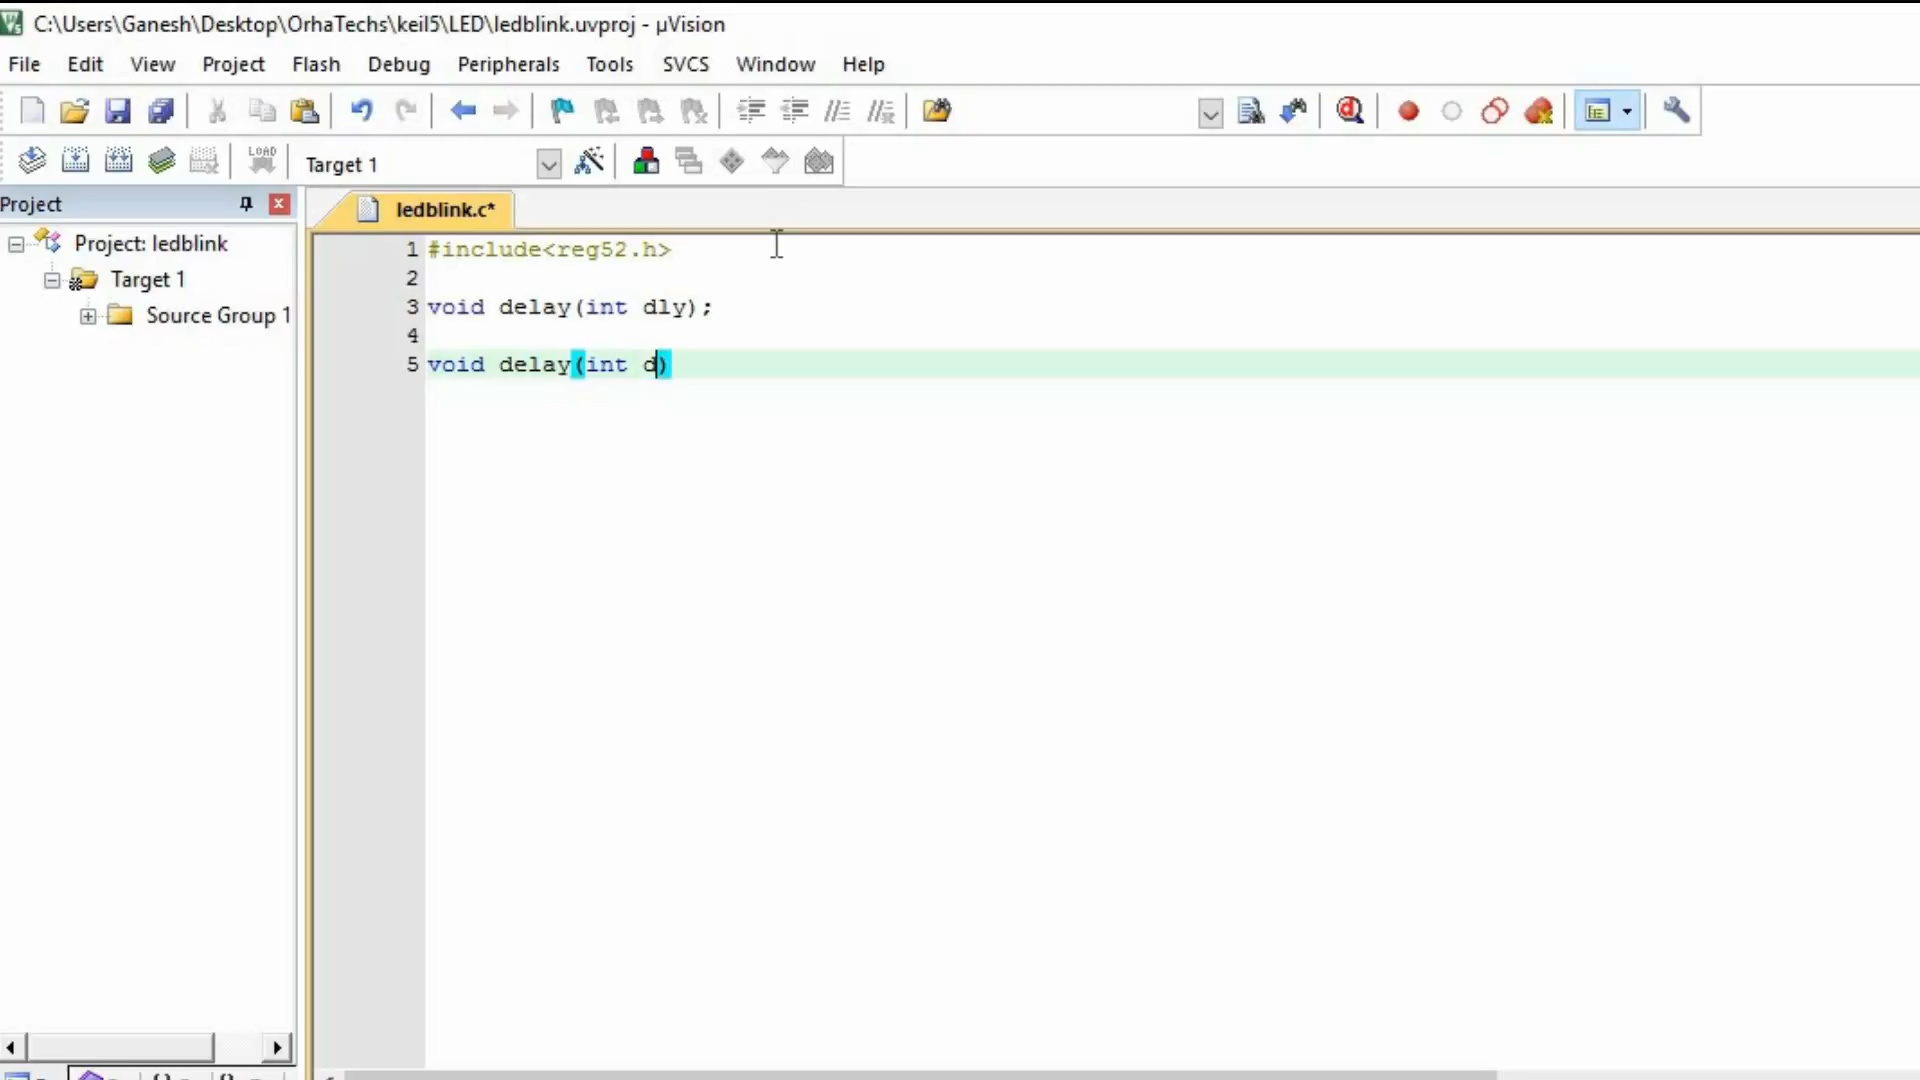 C:\Users\Ganesh\Desktop\OrhaTechs\keil5\LED\ledblink.uvproj - µVision
File Edit View Project Flash Debug Peripherals Tools SVCS Window Help
LOAD Target 1
Project
ledblink.c*
Project: ledblink
Target 1
Source Group 1
1 #include<reg52.h>
2
3 void delay(int dly);
4
5 void delay(int d)